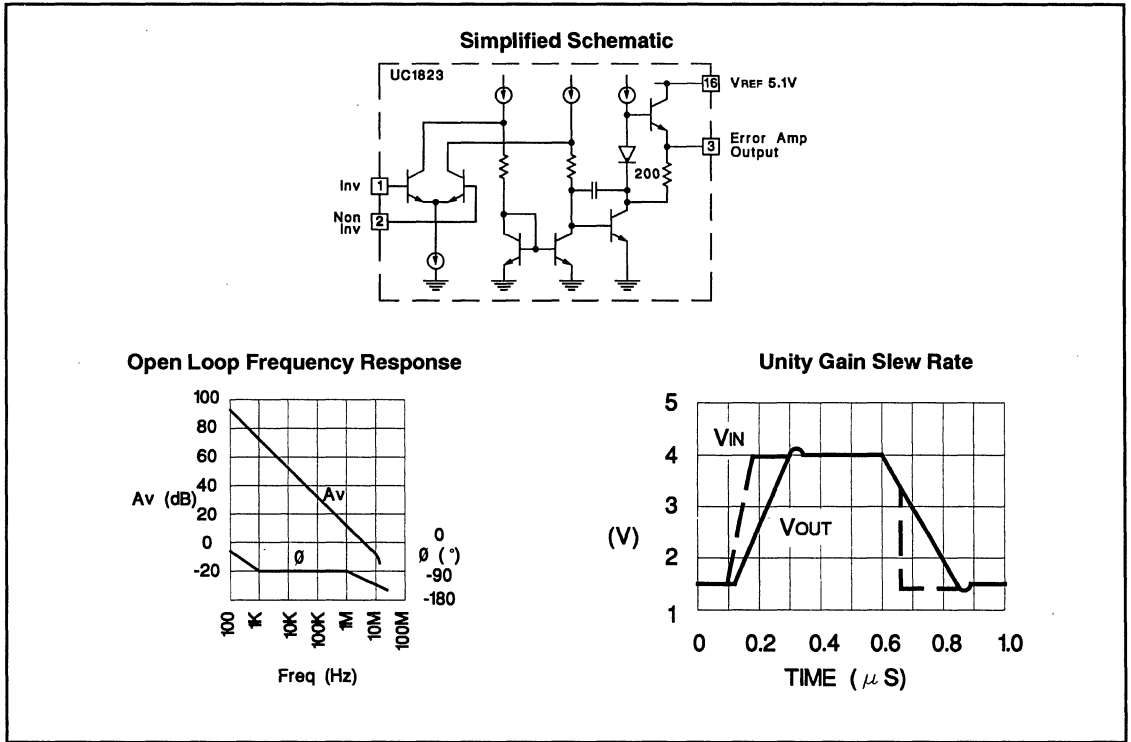 Simplified Schematic
UC1823
16 VREF 5.1V
3 Error Amp
Output
200
Inv 1
Non
Inv 2
Open Loop Frequency Response
100
80
60
40
20
0
-20
Av (dB)
Av
Ø
0
Ø (°)
-90
-180
100
1K
10K
100K
1M
10M
100M
Freq (Hz)
Unity Gain Slew Rate
5
4
3
2
1
(V)
VIN
VOUT
0 0.2 0.4 0.6 0.8 1.0
TIME (μ S)